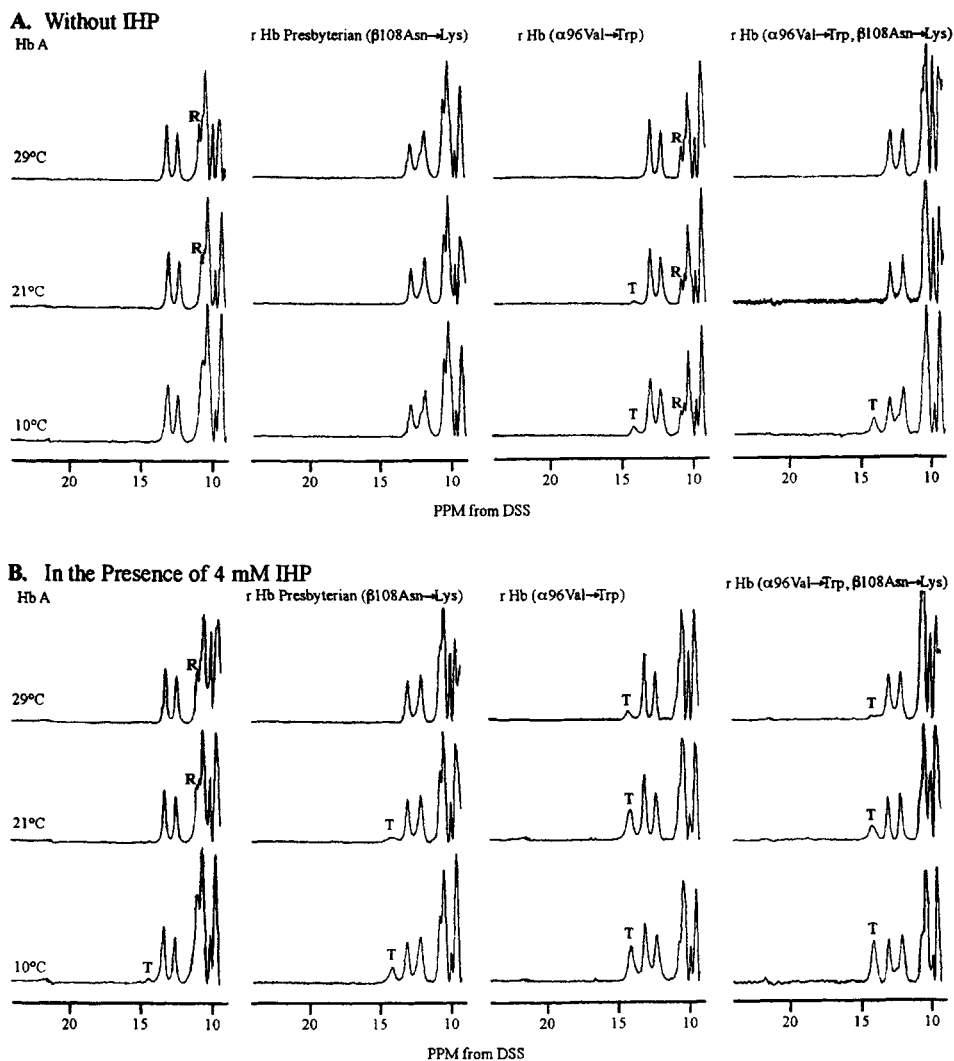 A. Without IHP
Hb A
r Hb Presbyterian (β108Asn→Lys)
r Hb (α96Val→Trp)
r Hb (α96Val→Trp, β108Asn→Lys)
29°C
R
R
21°C
R
T
R
10°C
T
R
T
20 15 10
20 15 10
20 15 10
20 15 10
PPM from DSS
B. In the Presence of 4 mM IHP
Hb A
r Hb Presbyterian (β108Asn→Lys)
r Hb (α96Val→Trp)
r Hb (α96Val→Trp, β108Asn→Lys)
29°C
R
T
T
21°C
R
T
T
T
10°C
T
T
T
T
20 15 10
20 15 10
20 15 10
20 15 10
PPM from DSS